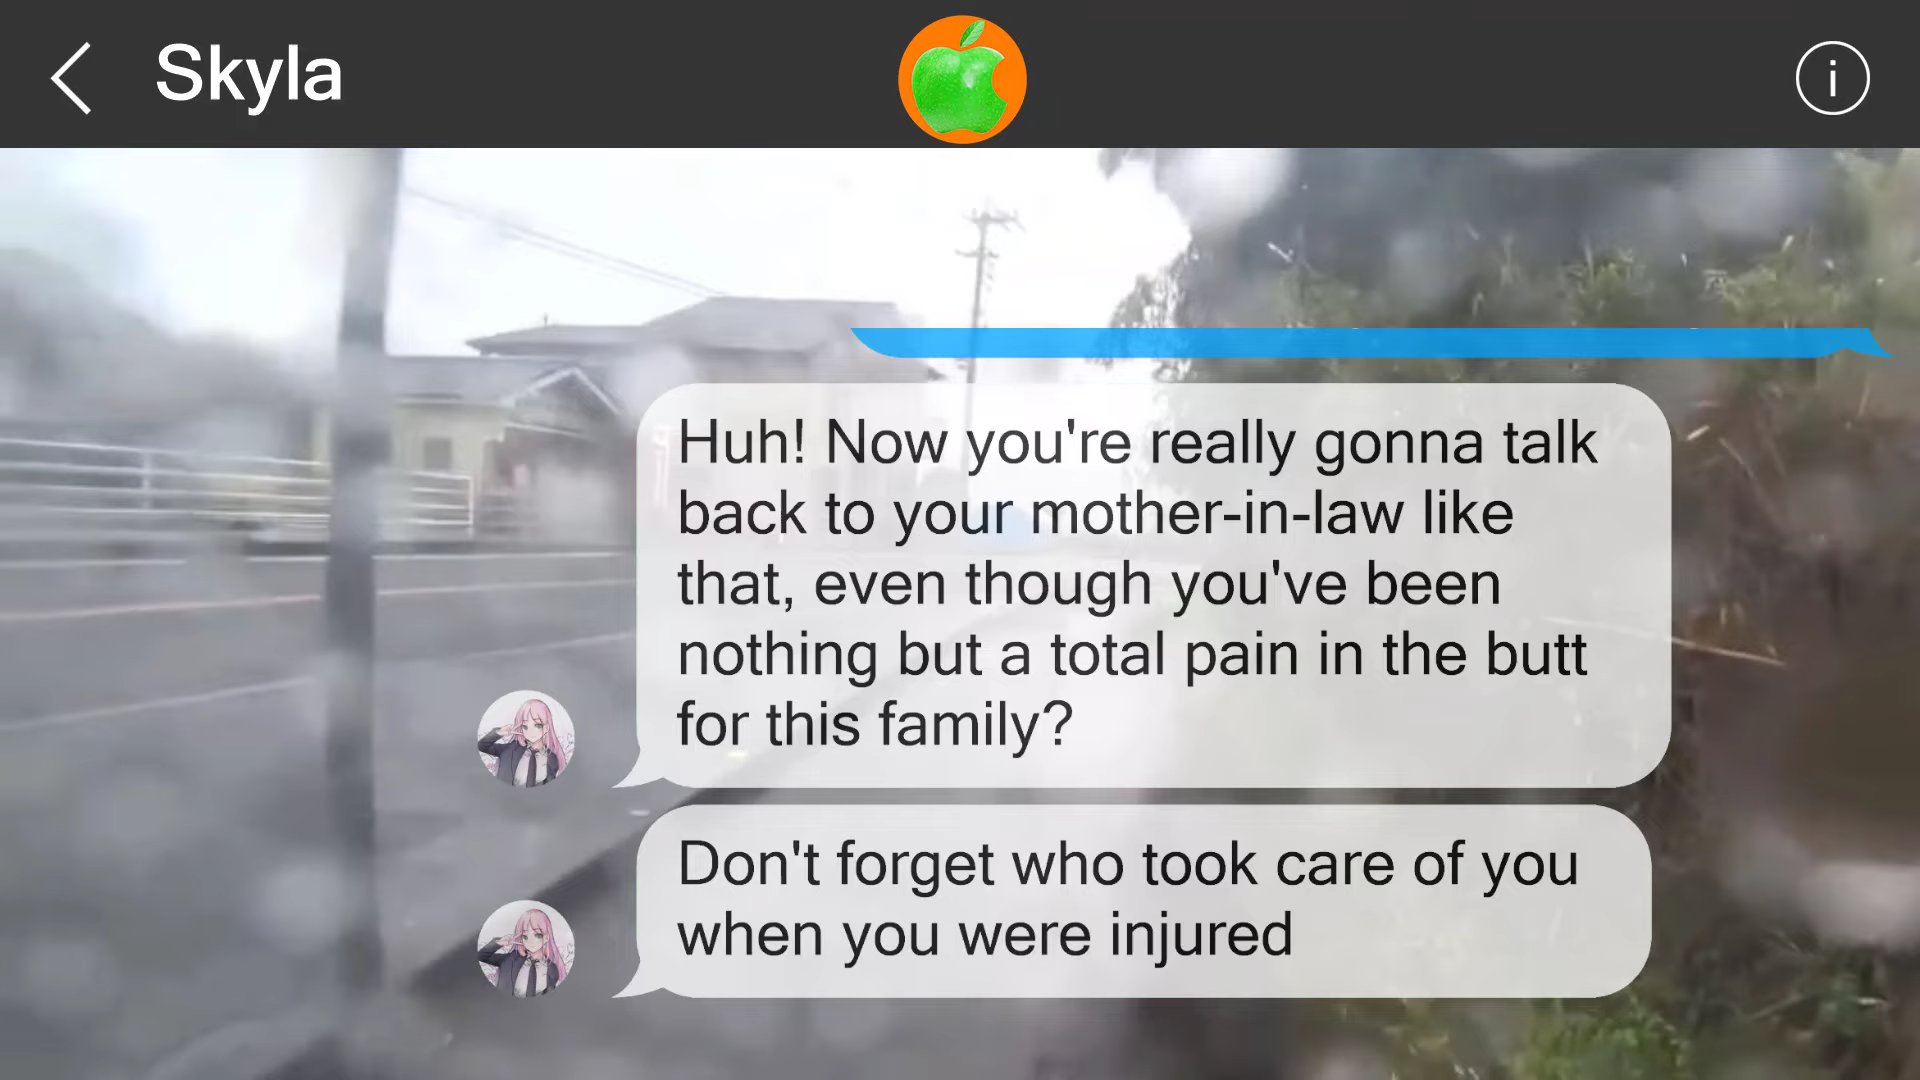 Skyla
Huh! Now you're really gonna talk
back to your mother-in-law like
that, even though you've been
nothing but a total pain in the butt
for this family?
Don't forget who took care of you
when you were injured